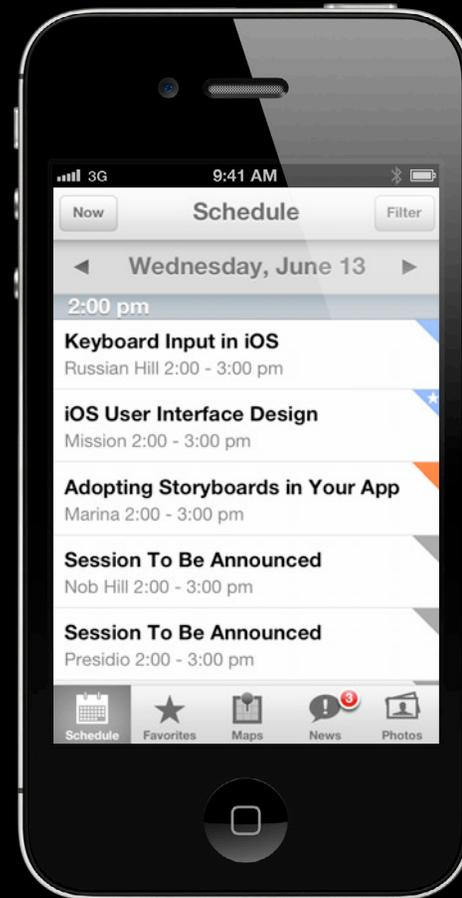 3G 9:41 AM
Now Schedule Filter
Wednesday, June 13
2:00 pm
Keyboard Input in iOS
Russian Hill 2:00 - 3:00 pm
iOS User Interface Design
Mission 2:00 - 3:00 pm
Adopting Storyboards in Your App
Marina 2:00 - 3:00 pm
Session To Be Announced
Nob Hill 2:00 - 3:00 pm
Session To Be Announced
Presidio 2:00 - 3:00 pm
3
Schedule Favorites Maps News Photos